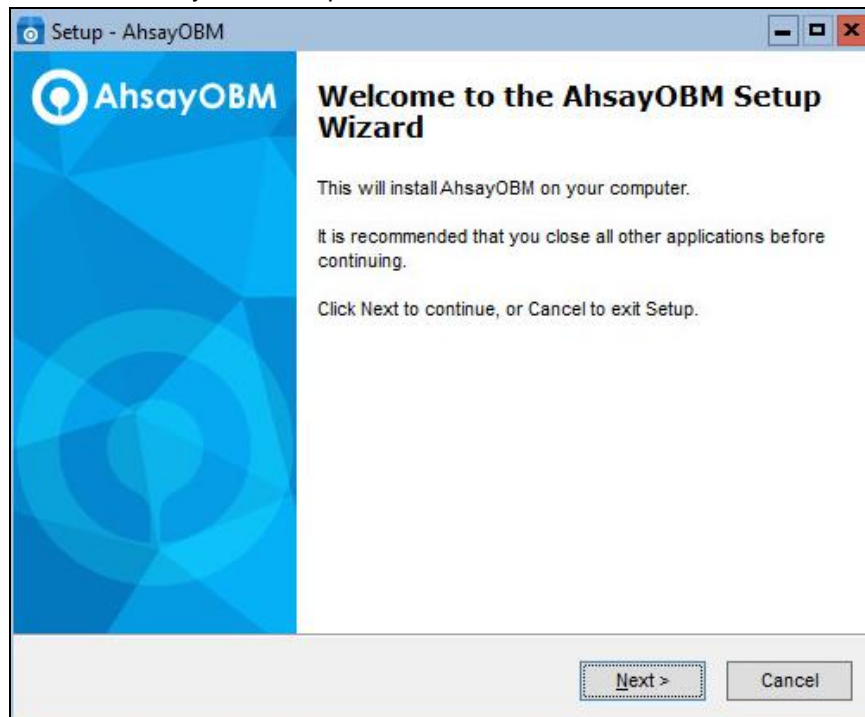 Setup - AhsayOBM
AhsayOBM
Welcome to the AhsayOBM Setup
Wizard
This will install AhsayOBM on your computer.
It is recommended that you close all other applications before
continuing.
Click Next to continue, or Cancel to exit Setup.
Next >
Cancel